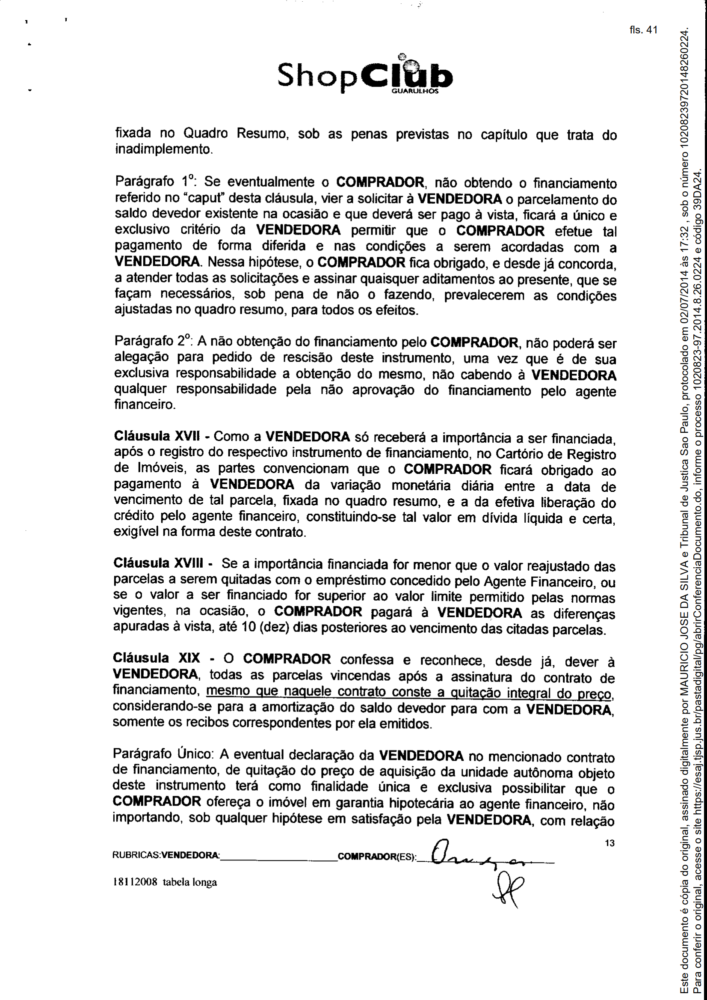 fls. 41
ShopClub
GUARULHOS
fixada no Quadro Resumo, sob as penas previstas no capítulo que trata do
inadimplemento.
Parágrafo 1º: Se eventualmente o COMPRADOR, não obtendo o financiamento
referido no “caput” desta cláusula, vier a solicitar à VENDEDORA o parcelamento do
saldo devedor existente na ocasião e que deverá ser pago à vista, ficará a único e
exclusivo critério da VENDEDORA permitir que o COMPRADOR efetue tal
pagamento de forma diferida e nas condições a serem acordadas com a
VENDEDORA. Nessa hipótese, o COMPRADOR fica obrigado, e desde já concorda,
a atender todas as solicitações e assinar quaisquer aditamentos ao presente, que se
façam necessários, sob pena de não o fazendo, prevalecerem as condições
ajustadas no quadro resumo, para todos os efeitos.
Parágrafo 2º: A não obtenção do financiamento pelo COMPRADOR, não poderá ser
alegação para pedido de rescisão deste instrumento, uma vez que é de sua
exclusiva responsabilidade a obtenção do mesmo, não cabendo à VENDEDORA
qualquer responsabilidade pela não aprovação do financiamento pelo agente
financeiro.
Cláusula XVII - Como a VENDEDORA só receberá a importância a ser financiada,
após o registro do respectivo instrumento de financiamento, no Cartório de Registro
de Imóveis, as partes convencionam que o COMPRADOR ficará obrigado ao
pagamento à VENDEDORA da variação monetária diária entre a data de
vencimento de tal parcela, fixada no quadro resumo, e a da efetiva liberação do
crédito pelo agente financeiro, constituindo-se tal valor em dívida líquida e certa,
exigível na forma deste contrato.
Cláusula XVIII - Se a importância financiada for menor que o valor reajustado das
parcelas a serem quitadas com o empréstimo concedido pelo Agente Financeiro, ou
se o valor a ser financiado for superior ao valor limite permitido pelas normas
vigentes, na ocasião, o COMPRADOR pagará à VENDEDORA as diferenças
apuradas à vista, até 10 (dez) dias posteriores ao vencimento das citadas parcelas.
Cláusula XIX - O COMPRADOR confessa e reconhece, desde já, dever à
VENDEDORA, todas as parcelas vincendas após a assinatura do contrato de
financiamento, mesmo que naquele contrato conste a quitação integral do preço,
considerando-se para a amortização do saldo devedor para com a VENDEDORA,
somente os recibos correspondentes por ela emitidos.
Parágrafo Único: A eventual declaração da VENDEDORA no mencionado contrato
de financiamento, de quitação do preço de aquisição da unidade autônoma objeto
deste instrumento terá como finalidade única e exclusiva possibilitar que o
COMPRADOR ofereça o imóvel em garantia hipotecária ao agente financeiro, não
importando, sob qualquer hipótese em satisfação pela VENDEDORA, com relação
13
RUBRICAS:VENDEDORA:____________________COMPRADOR(ES):____________________
18112008 tabela longa
Este documento é cópia do original, assinado digitalmente por MAURICIO JOSE DA SILVA e Tribunal de Justica Sao Paulo, protocolado em 02/07/2014 às 17:32 , sob o número 10208239720148260224.
Para conferir o original, acesse o site https://esaj.tjsp.jus.br/pastadigital/pg/abrirConferenciaDocumento.do, informe o processo 1020823-97.2014.8.26.0224 e código 39DA24.